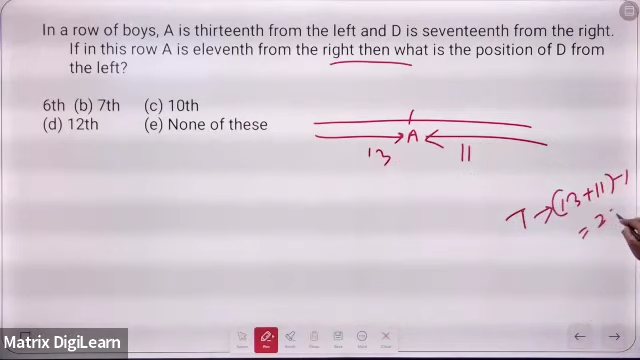 In a row of boys, A is thirteenth from the left and D is seventeenth from the right.
If in this row A is eleventh from the right then what is the position of D from
the left?
6th (b) 7th (c) 10th
(d) 12th (e) None of these
A
13
11
T → (13+11)-1
= 2
Matrix DigiLearn